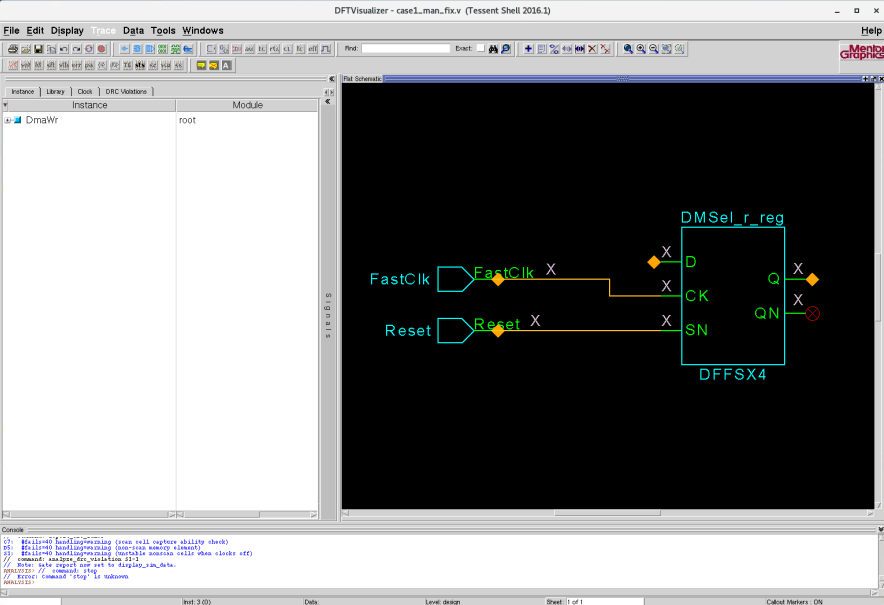 DFTVisualizer - case1_man_fix.v (Tessent Shell 2016.1)
File Edit Display Trace Data Tools Windows Help
Find: Exact:
Mentor Graphics
Instance Library Clock DRC Violations
Flat Schematic
Instance Module
DmaWr root
Signals
DMSel_r_reg
X
D
FastClk FastClk X
X
Q
X
CK
X
QN
Reset Reset X
X
SN
DFFSX4
Console
C7: #fails=40 handling=warning (scan cell capture ability check)
D5: #fails=40 handling=warning (non-scan memory element)
S1: #fails=40 handling=warning (unstable nonscan cells when clocks off)
// command: analyze_drc_violation S1-1
// Note: Gate report now set to display_sim_data.
ANALYSIS> // command: stop
// Error: Command 'stop' is unknown
ANALYSIS>
Inst: 3 (0) Data: Level: design Sheet: 1 of 1 Callout Markers : ON